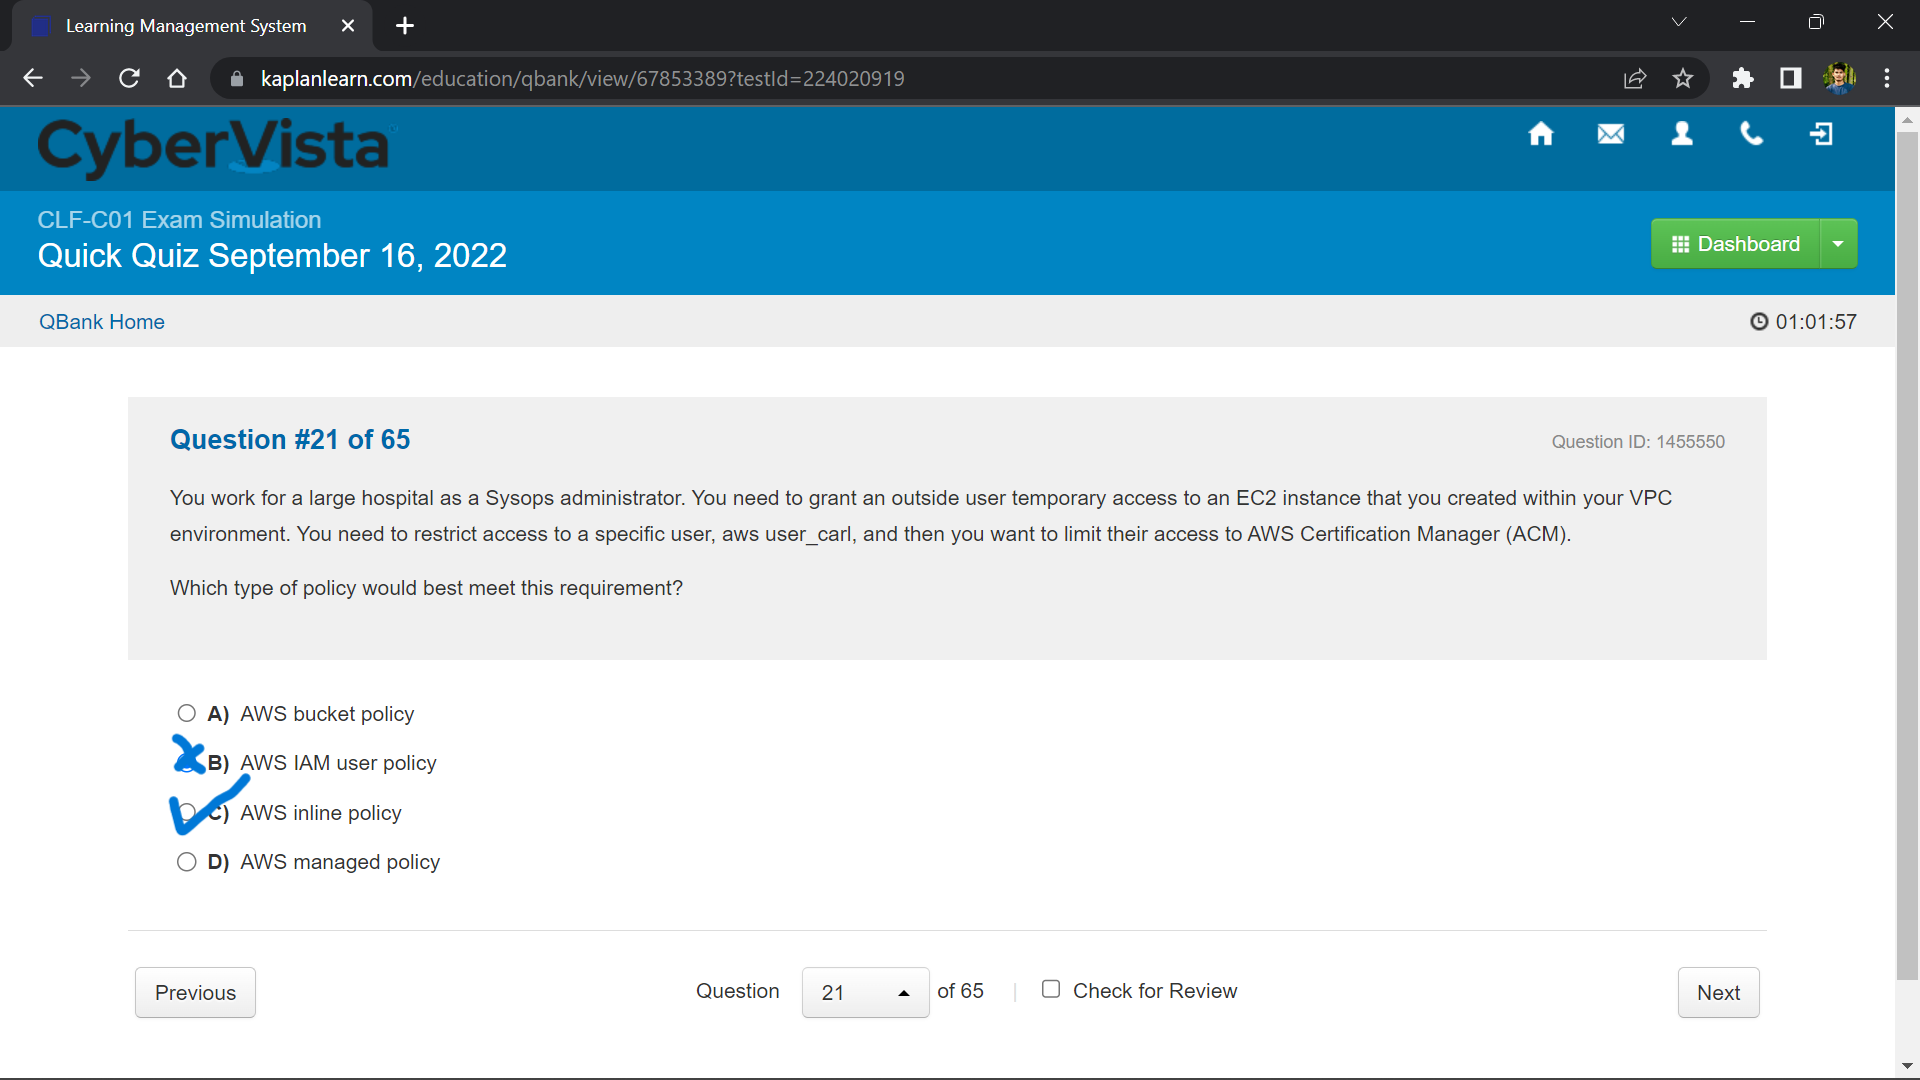 Learning Management System
kaplanlearn.com/education/qbank/view/67853389?testId=224020919
CyberVista
CLF-C01 Exam Simulation
Quick Quiz September 16, 2022
Dashboard
QBank Home
01:01:57
Question #21 of 65
Question ID: 1455550
You work for a large hospital as a Sysops administrator. You need to grant an outside user temporary access to an EC2 instance that you created within your VPC
environment. You need to restrict access to a specific user, aws user_carl, and then you want to limit their access to AWS Certification Manager (ACM).
Which type of policy would best meet this requirement?
A) AWS bucket policy
B) AWS IAM user policy
C) AWS inline policy
D) AWS managed policy
Previous
Question 21 of 65 | Check for Review
Next